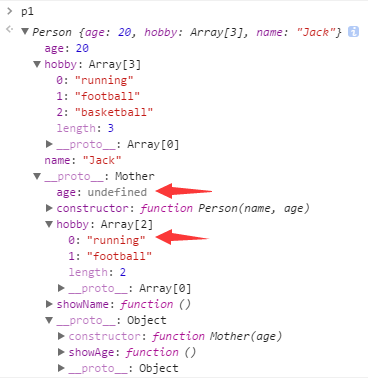 > p1
<· ▼ Person {age: 20, hobby: Array[3], name: "Jack"} i
age: 20
▼ hobby: Array[3]
0: "running"
1: "football"
2: "basketball"
length: 3
▶ __proto__: Array[0]
name: "Jack"
▼ __proto__: Mother
age: undefined
▶ constructor: function Person(name, age)
▼ hobby: Array[2]
0: "running"
1: "football"
length: 2
▶ __proto__: Array[0]
▶ showName: function ()
▼ __proto__: Object
▶ constructor: function Mother(age)
▶ showAge: function ()
▶ __proto__: Object